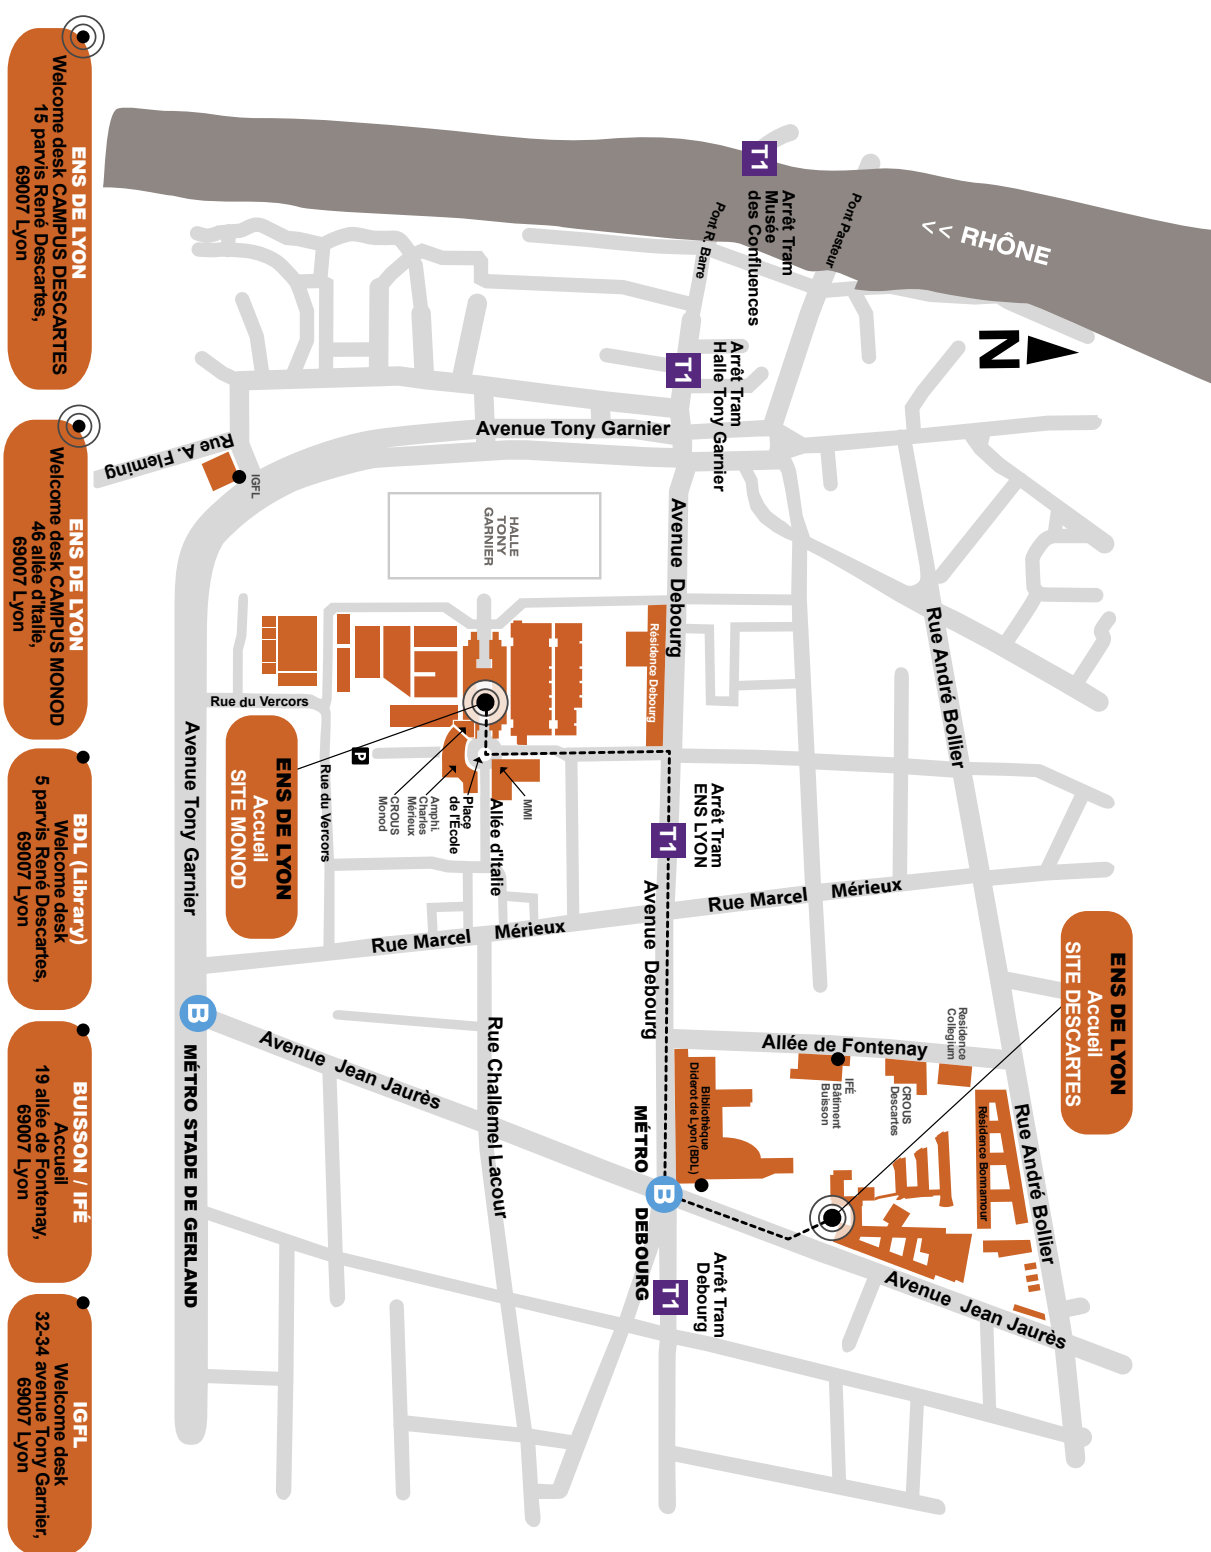 << RHÔNE
N
T1
Arrêt Tram
Musée
des Confluences
Pont Pasteur
Pont R. Barre
T1
Arrêt Tram
Halle Tony Garnier
Avenue Tony Garnier
Rue A. Fleming
IGFL
HALLE
TONY
GARNIER
Avenue Debourg
Résidence Debourg
Rue André Bollier
Rue du Vercors
Rue du Vercors
P
ENS DE LYON
Accueil
SITE MONOD
CROUS
Monod
Amphi.
Charles
Mérieux
Place
de l'École
MMI
Allée d'Italie
Avenue Tony Garnier
Arrêt Tram
ENS LYON
T1
Avenue Debourg
Rue Marcel Mérieux
Rue Marcel Mérieux
ENS DE LYON
Accueil
SITE DESCARTES
Residence
Collegium
Allée de Fontenay
CROUS
Descartes
IFÉ
Bâtiment
Buisson
Bibliothèque
Diderot de Lyon (BDL)
Résidence Bonnamour
Rue André Bollier
B
MÉTRO STADE DE GERLAND
Avenue Jean Jaurès
Rue Challemel Lacour
MÉTRO DEBOURG
B
Arrêt Tram
Debourg
T1
Avenue Jean Jaurès
ENS DE LYON
Welcome desk CAMPUS DESCARTES
15 parvis René Descartes,
69007 Lyon
ENS DE LYON
Welcome desk CAMPUS MONOD
46 allée d'Italie,
69007 Lyon
BDL (Library)
Welcome desk
5 parvis René Descartes,
69007 Lyon
BUISSON / IFÉ
Accueil
19 allée de Fontenay,
69007 Lyon
IGFL
Welcome desk
32-34 avenue Tony Garnier,
69007 Lyon